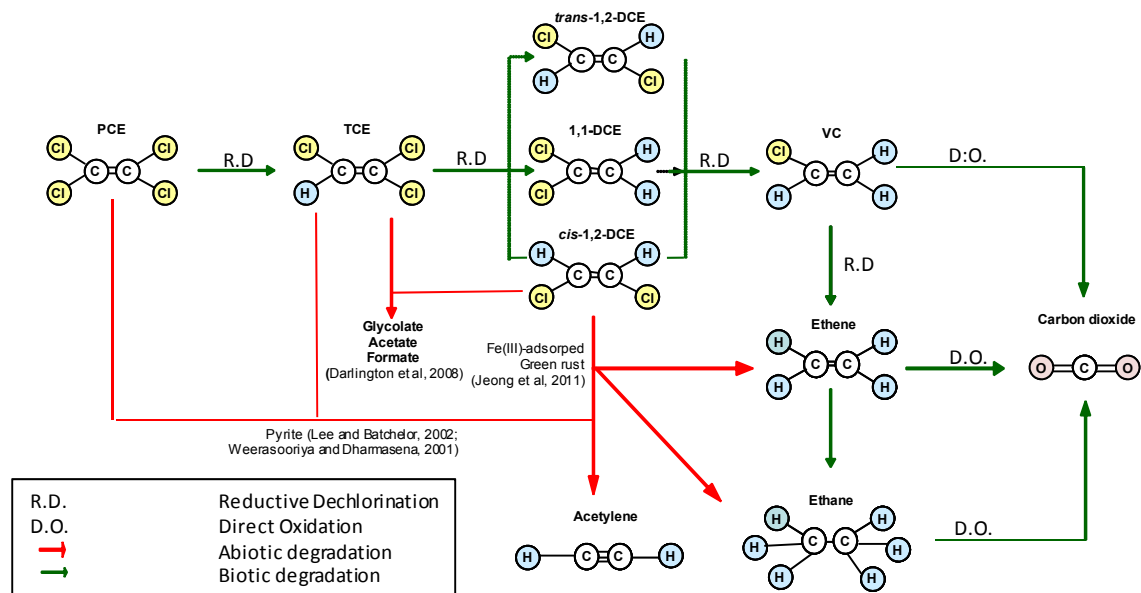 trans-1,2-DCE
Cl
H
C
C
H
Cl
PCE
Cl
Cl
C
C
Cl
Cl
R.D
TCE
Cl
Cl
C
C
H
Cl
R.D
1,1-DCE
Cl
H
C
C
Cl
H
R.D
VC
Cl
H
C
C
H
H
D:O.
cis-1,2-DCE
H
H
C
C
Cl
Cl
R.D
Glycolate
Acetate
Formate
(Darlington et al, 2008)
Fe(III)-adsorped
Green rust
(Jeong et al, 2011)
Ethene
H
H
C
C
H
H
D.O.
Carbon dioxide
O
C
O
Pyrite (Lee and Batchelor, 2002;
Weerasooriya and Dharmasena, 2001)
Acetylene
H
C
C
H
Ethane
H
H
H
C
C
H
H
H
D.O.
R.D. Reductive Dechlorination
D.O. Direct Oxidation
Abiotic degradation
Biotic degradation